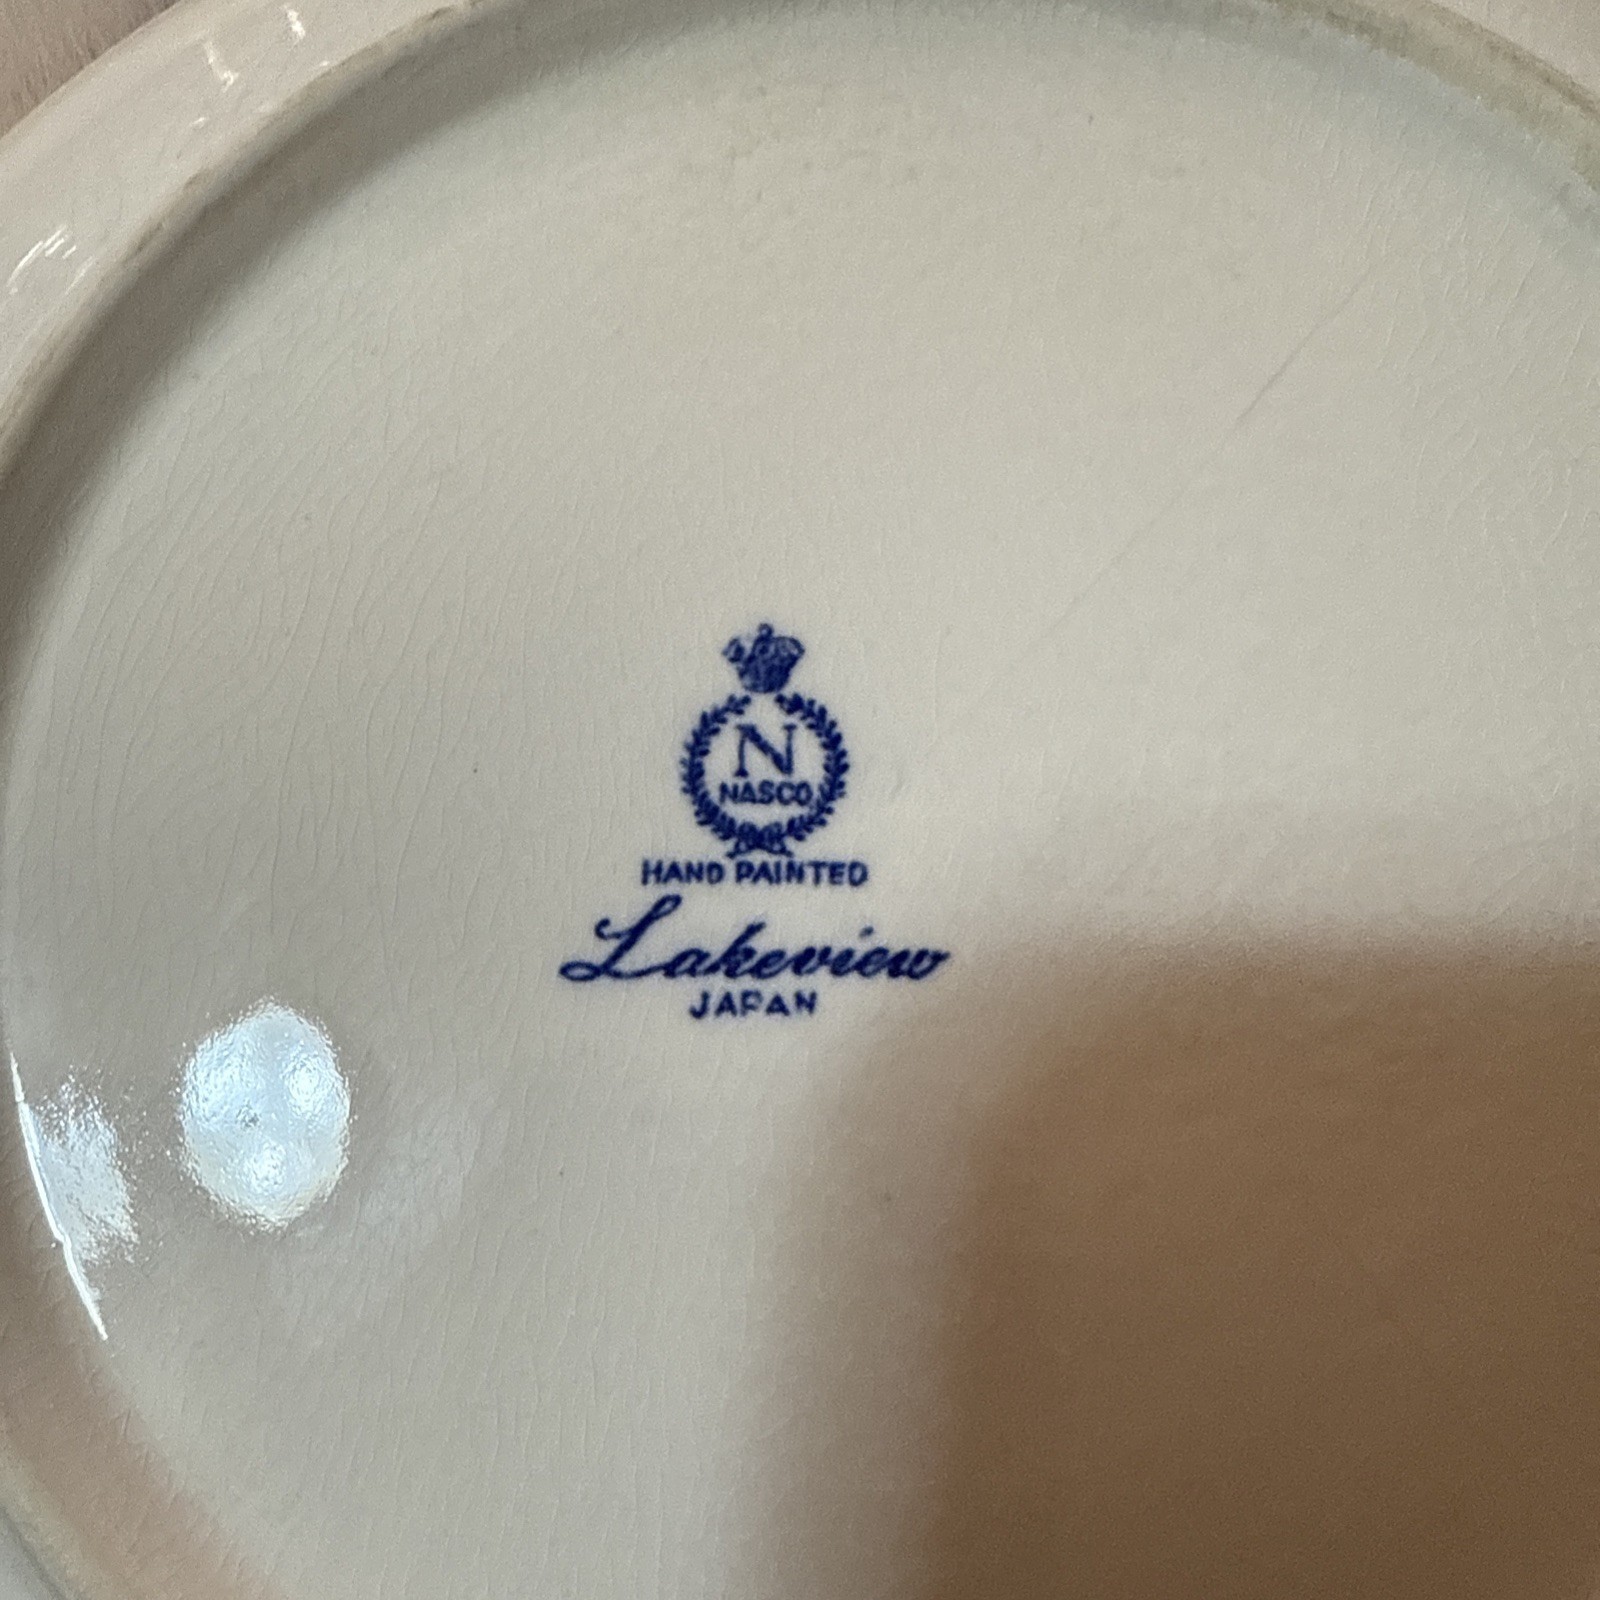 N
NASCO
HAND PAINTED
Lakeview
JAPAN